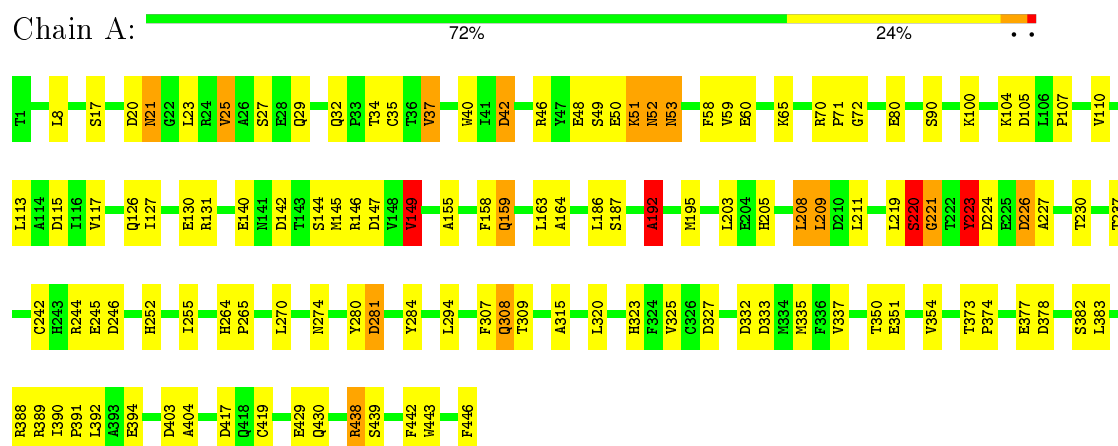 Chain A:
72% 24% • •
T1 L8 S17 D20 N21 G22 L23 R24 V25 A26 S27 E28 Q29 Q32 P33 T34 C35 T36 V37 W40 I41 D42 R46 Y47 E48 S49 E50 K51 N52 N53 F58 V59 E60 K65 R70 P71 G72 E80 S90 K100 K104 D105 L106 P107 V110
L113 A114 D115 I116 V117 Q126 I127 E130 R131 E140 N141 D142 T143 S144 M145 R146 D147 V148 V149 A155 F158 Q159 L163 A164 L186 S187 A192 M195 L203 E204 H205 L208 L209 D210 L211 L219 S220 G221 T222 Y223 D224 E225 D226 A227 T230 T237
C242 H243 R244 E245 D246 H252 I255 H264 P265 L270 N274 Y280 D281 Y284 L294 F307 Q308 T309 A315 L320 H323 F324 V325 C326 D327 D332 D333 M334 M335 F336 V337 T350 E351 V354 T373 P374 E377 D378 S382 L383
R388 R389 I390 P391 L392 A393 E394 D403 A404 D417 Q418 C419 E429 Q430 R438 S439 F442 W443 F446